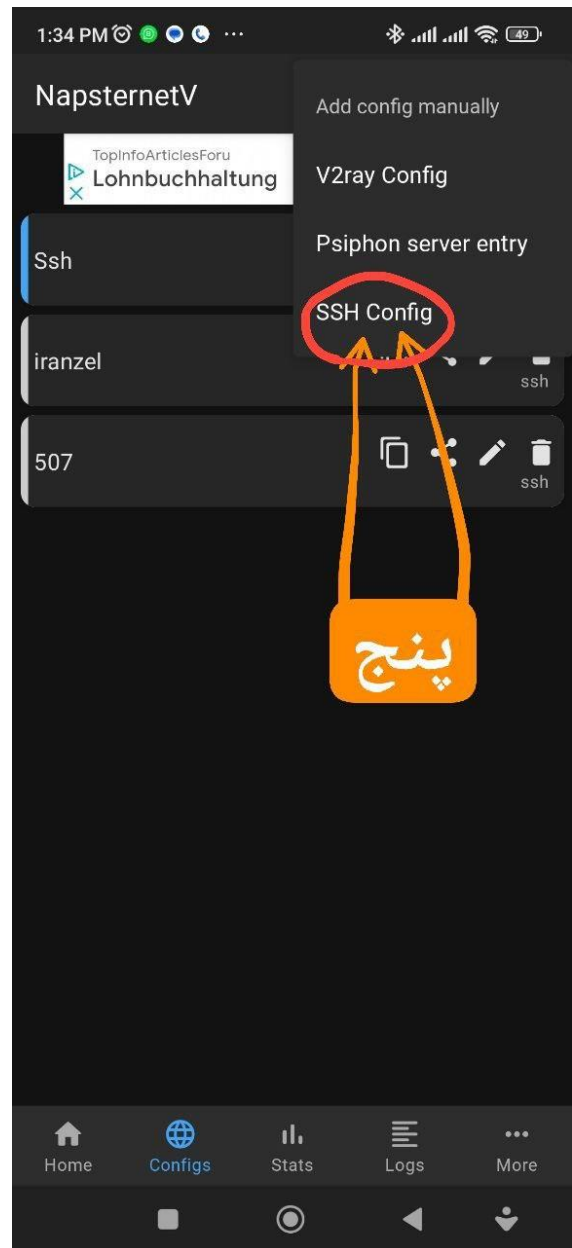 1:34 PM
49
NapsternetV
Add config manually
TopInfoArticlesForu
Lohnbuchhaltung
V2ray Config
Psiphon server entry
Ssh
SSH Config
iranzel
ssh
507
ssh
پنج
Home
Configs
Stats
Logs
More